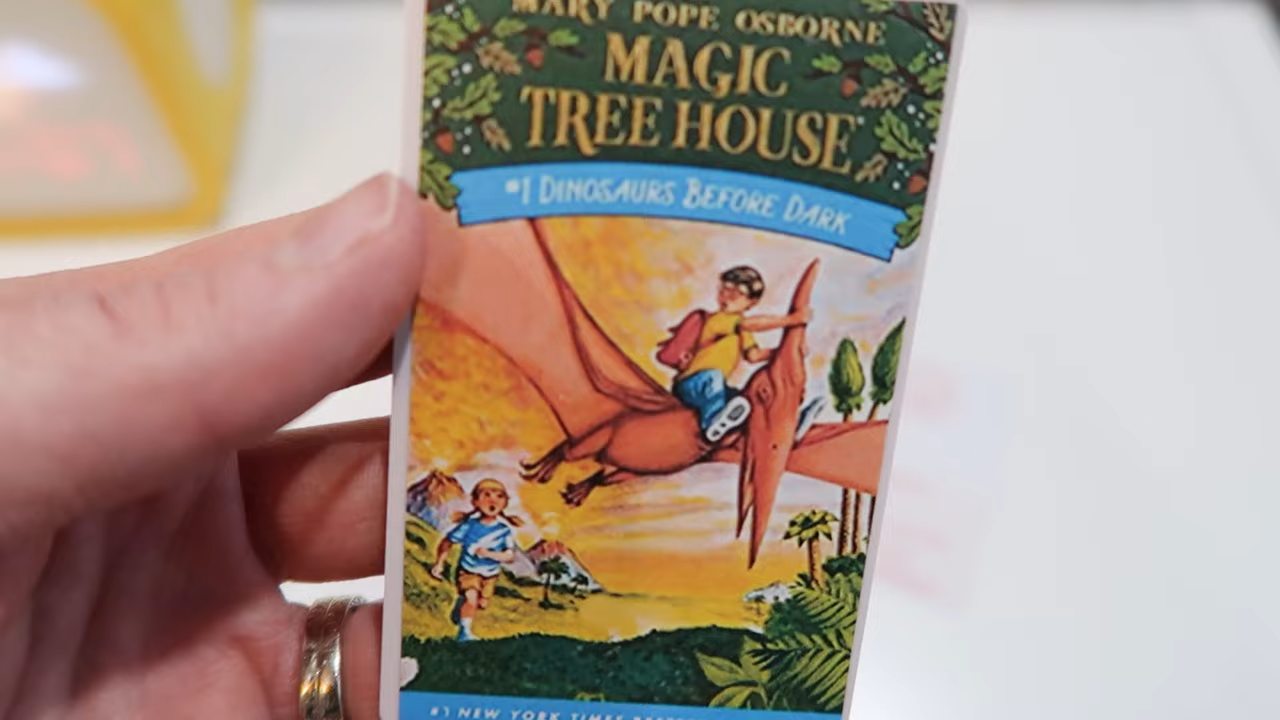 MARY POPE OSBORNE
MAGIC
TREE HOUSE
#1 DINOSAURS BEFORE DARK
#1 NEW YORK TIMES